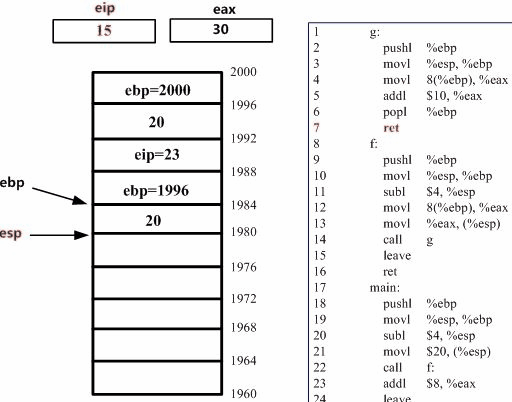 eip
eax
15
30
2000
ebp=2000
1996
20
1992
eip=23
1988
ebp
ebp=1996
1984
20
esp
1980
1976
1972
1968
1964
1960
1 g:
2 pushl %ebp
3 movl %esp, %ebp
4 movl 8(%ebp), %eax
5 addl $10, %eax
6 popl %ebp
7 ret
8 f:
9 pushl %ebp
10 movl %esp, %ebp
11 subl $4, %esp
12 movl 8(%ebp), %eax
13 movl %eax, (%esp)
14 call g
15 leave
16 ret
17 main:
18 pushl %ebp
19 movl %esp, %ebp
20 subl $4, %esp
21 movl $20, (%esp)
22 call f:
23 addl $8, %eax
24 leave